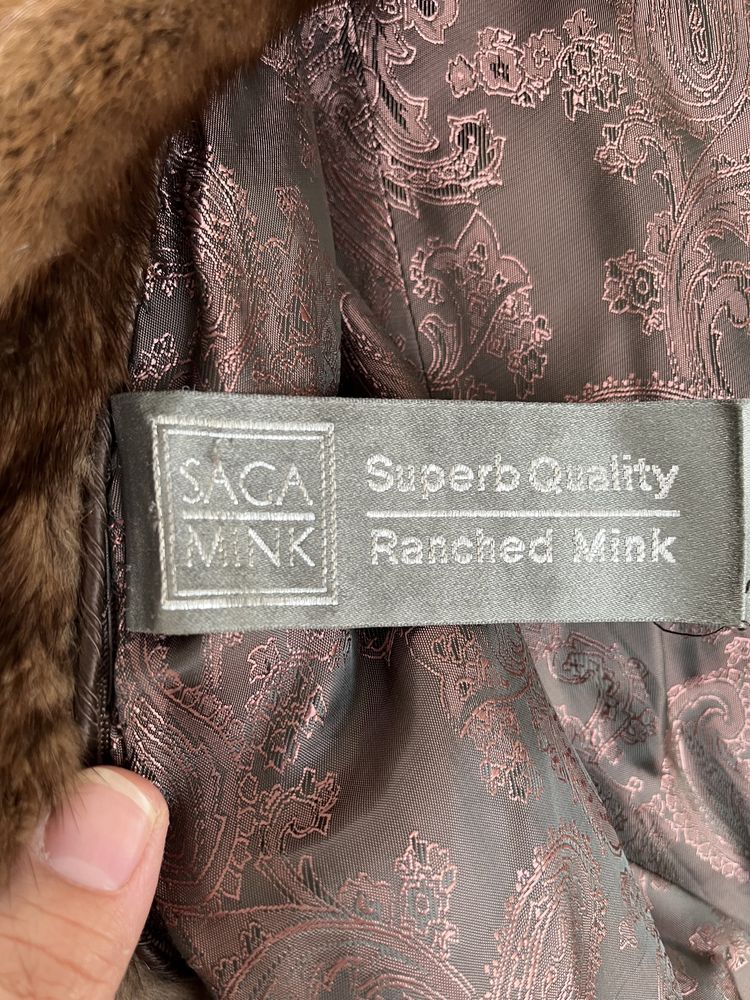 SAGA
MINK
Superb Quality
Ranched Mink